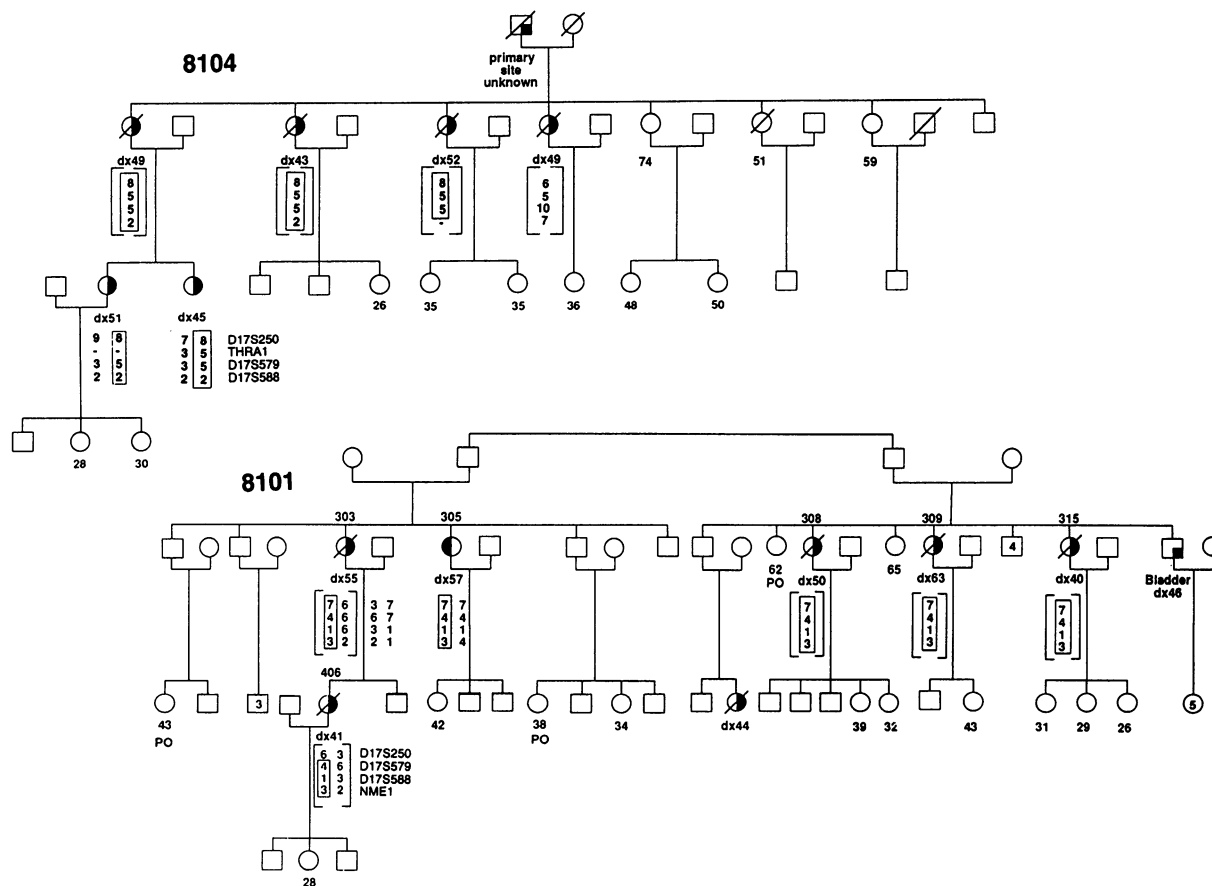 8104
primary
site
unknown
dx49 dx43 dx52 dx49 74 51 59
8 8 8 6
5 5 5 5
5 5 5 10
2 2 - 7
26 35 35 36 48 50
dx51 dx45
9 8 7 8 D17S250
- - 3 5 THRA1
3 5 3 5 D17S579
2 2 2 2 D17S588
28 30
8101
303 305 308 309 4 315
62 65
PO
dx55 dx57 dx50 dx63 dx40 Bladder
dx46
7 6 3 7 7 7 7 7 7
4 6 6 7 4 4 4 4 4
1 6 3 1 1 1 1 1 1
3 2 2 1 3 4 3 3 3
406
43 3 42 38 34 dx44 39 32 43 31 29 26 5
PO PO
dx41
6 3 D17S250
4 6 D17S579
1 3 D17S588
3 2 NME1
28